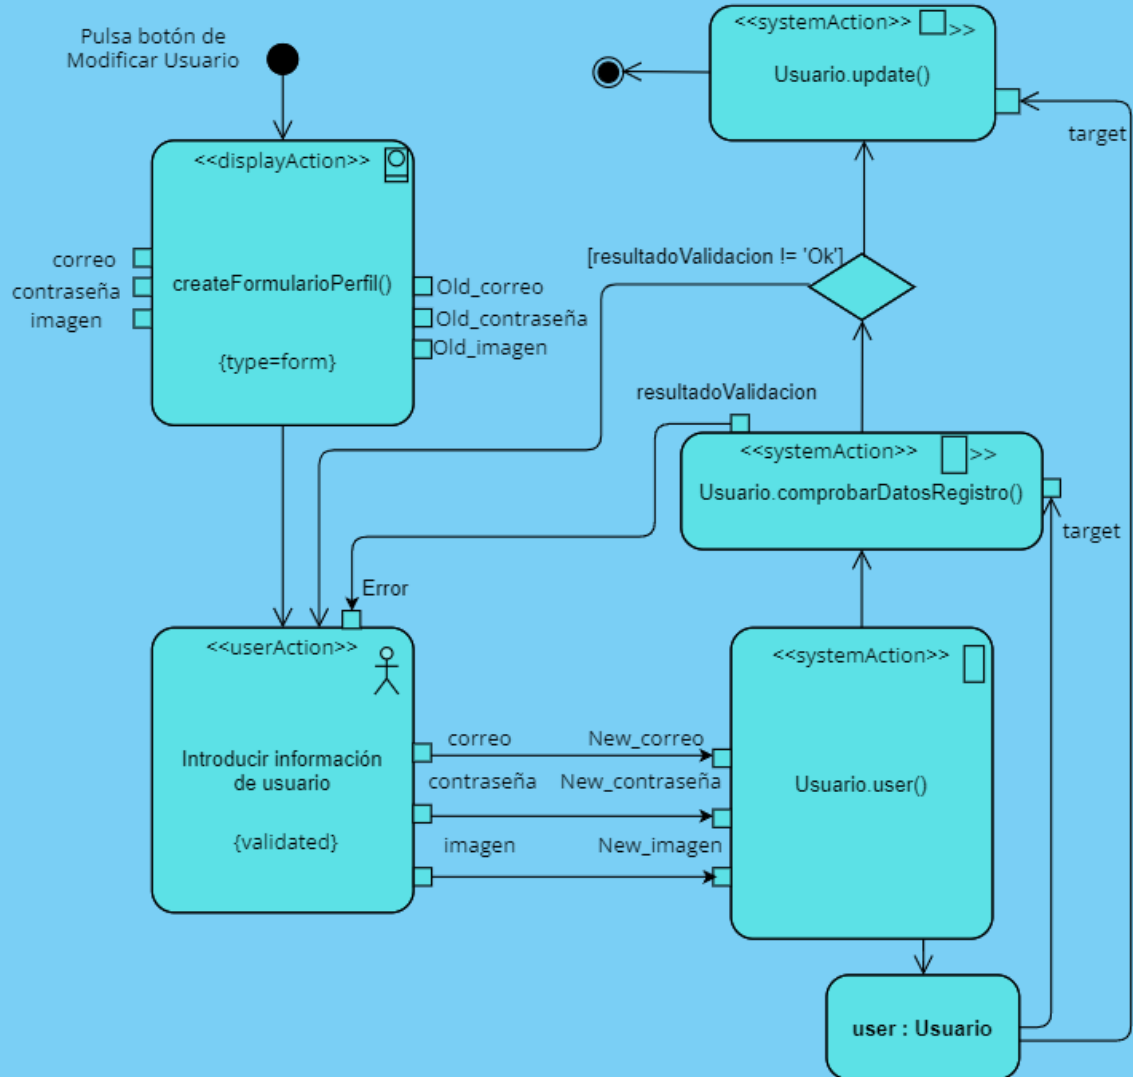 Pulsa botón de
Modificar Usuario
<<displayAction>>
correo
contraseña
imagen
createFormularioPerfil()
{type=form}
Old_correo
Old_contraseña
Old_imagen
<<systemAction>> >>
Usuario.update()
target
[resultadoValidacion != 'Ok']
resultadoValidacion
<<systemAction>> >>
Usuario.comprobarDatosRegistro()
target
Error
<<userAction>>
Introducir información
de usuario
{validated}
correo
contraseña
imagen
New_correo
New_contraseña
New_imagen
<<systemAction>>
Usuario.user()
user : Usuario